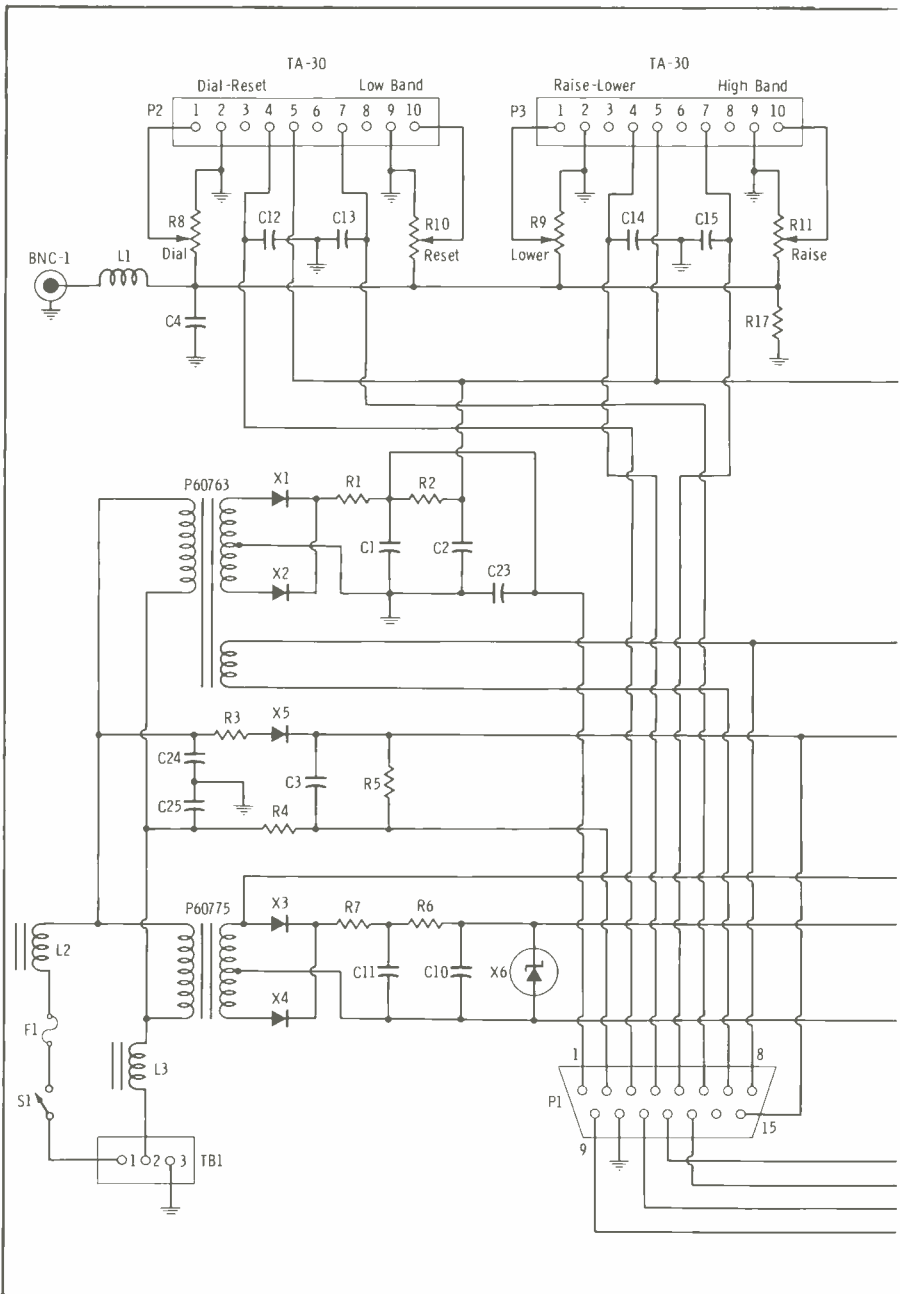 TA-30
TA-30
Dial-Reset
Low Band
Raise-Lower
High Band
P2
1 2 3 4 5 6 7 8 9 10
P3
1 2 3 4 5 6 7 8 9 10
R8
Dial
C12
C13
R10
Reset
R9
Lower
C14
C15
R11
Raise
BNC-1
L1
C4
R17
P60763
X1
R1
R2
C1
C2
X2
C23
R3
X5
C24
C3
R5
C25
R4
P60775
X3
R7
R6
L2
C11
C10
X6
X4
F1
L3
1
8
S1
P1
15
9
1 2 3
TB1